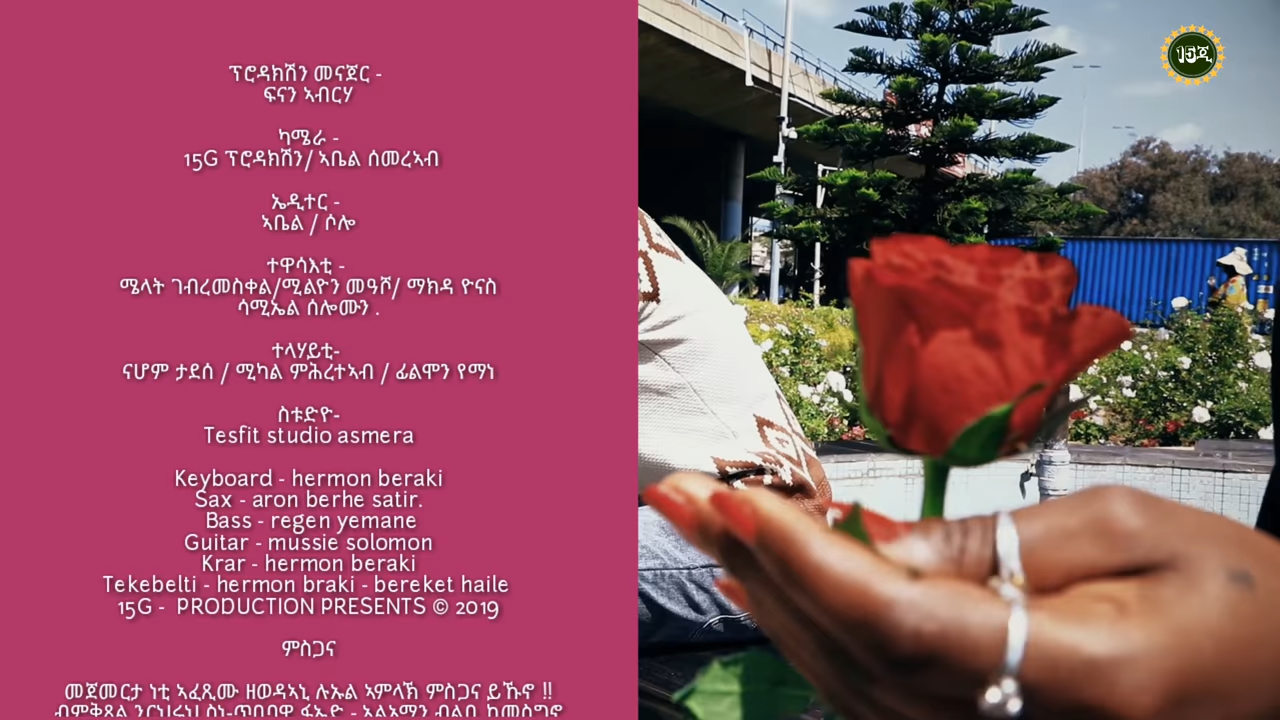 ፕሮዳክሽን መናጀር -
ፍናን ኣብርሃ
ካሜራ -
15G ፕሮዳክሽን/ ኣቤል ሰመረኣብ
ኤዲተር -
ኣቤል / ሶሎ
ተዋሳእቲ -
ሜላት ገብረመስቀል/ሚልዮን መዓሾ/ ማክዳ ዮናስ
ሳሚኤል ሰሎሙን .
ተላሃይቲ-
ናሆም ታደሰ / ሚካል ምሕረተኣብ / ፊልሞን የማነ
ስቱድዮ-
Tesfit studio asmera
Keyboard - hermon beraki
Sax - aron berhe satir.
Bass - regen yemane
Guitar - mussie solomon
Krar - hermon beraki
Tekebelti - hermon braki - bereket haile
15G - PRODUCTION PRESENTS © 2019
ምስጋና
መጀመርታ ነቲ ኣፈጺሙ ዘወዳኣኒ ልዑል ኣምላኽ ምስጋና ይኹኖ !!
15ጂ